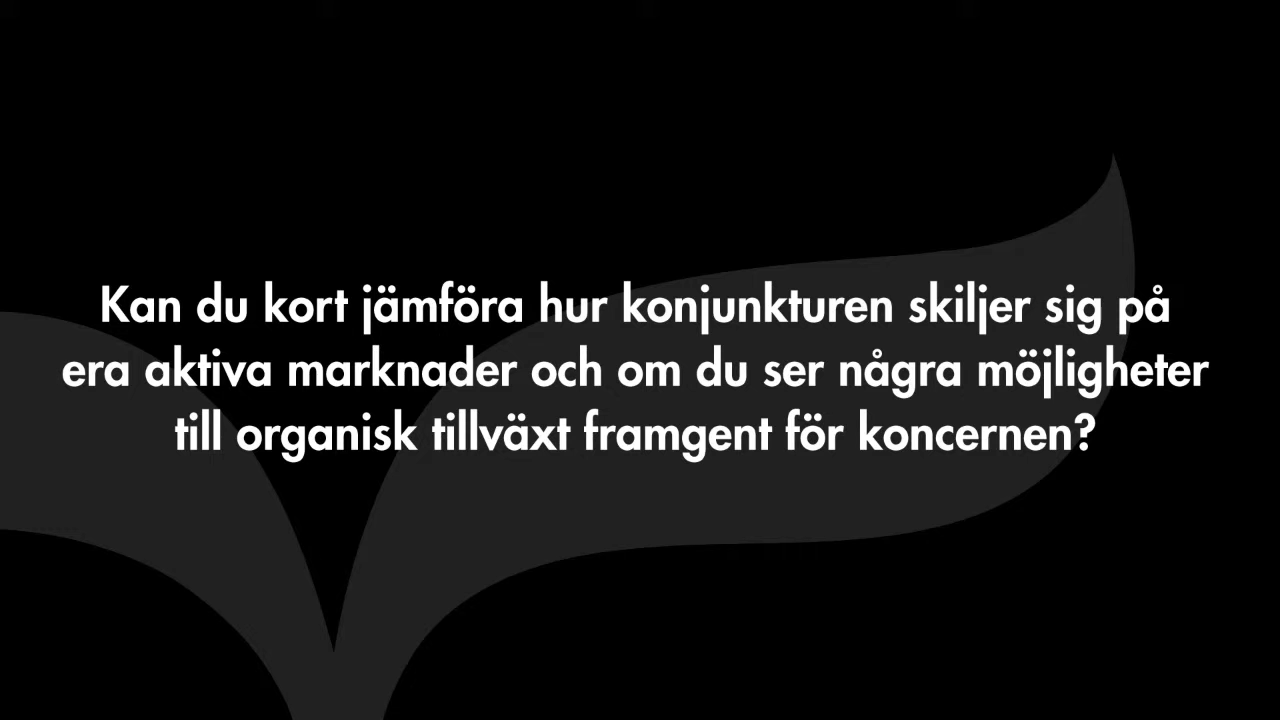 Kan du kort jämföra hur konjunkturen skiljer sig på
era aktiva marknader och om du ser några möjligheter
till organisk tillväxt framgent för koncernen?